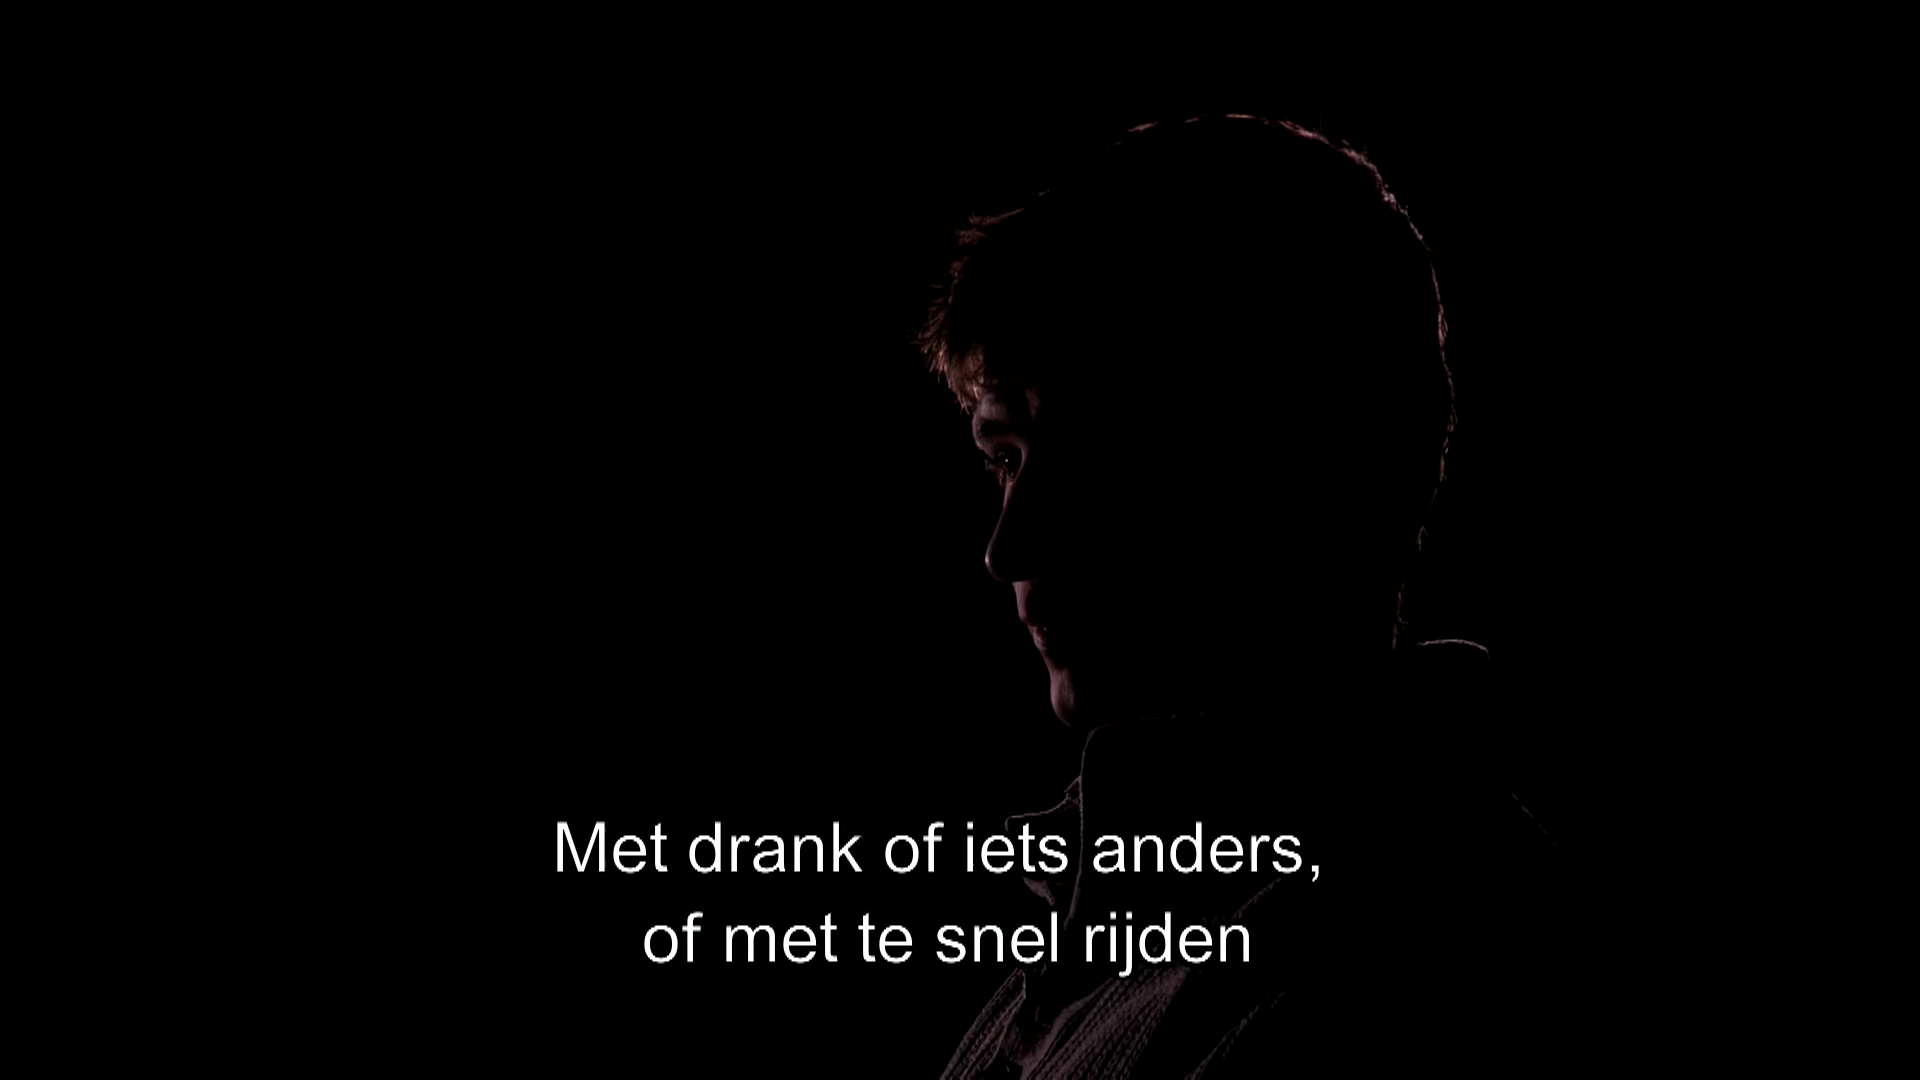 Met drank of iets anders,
of met te snel rijden